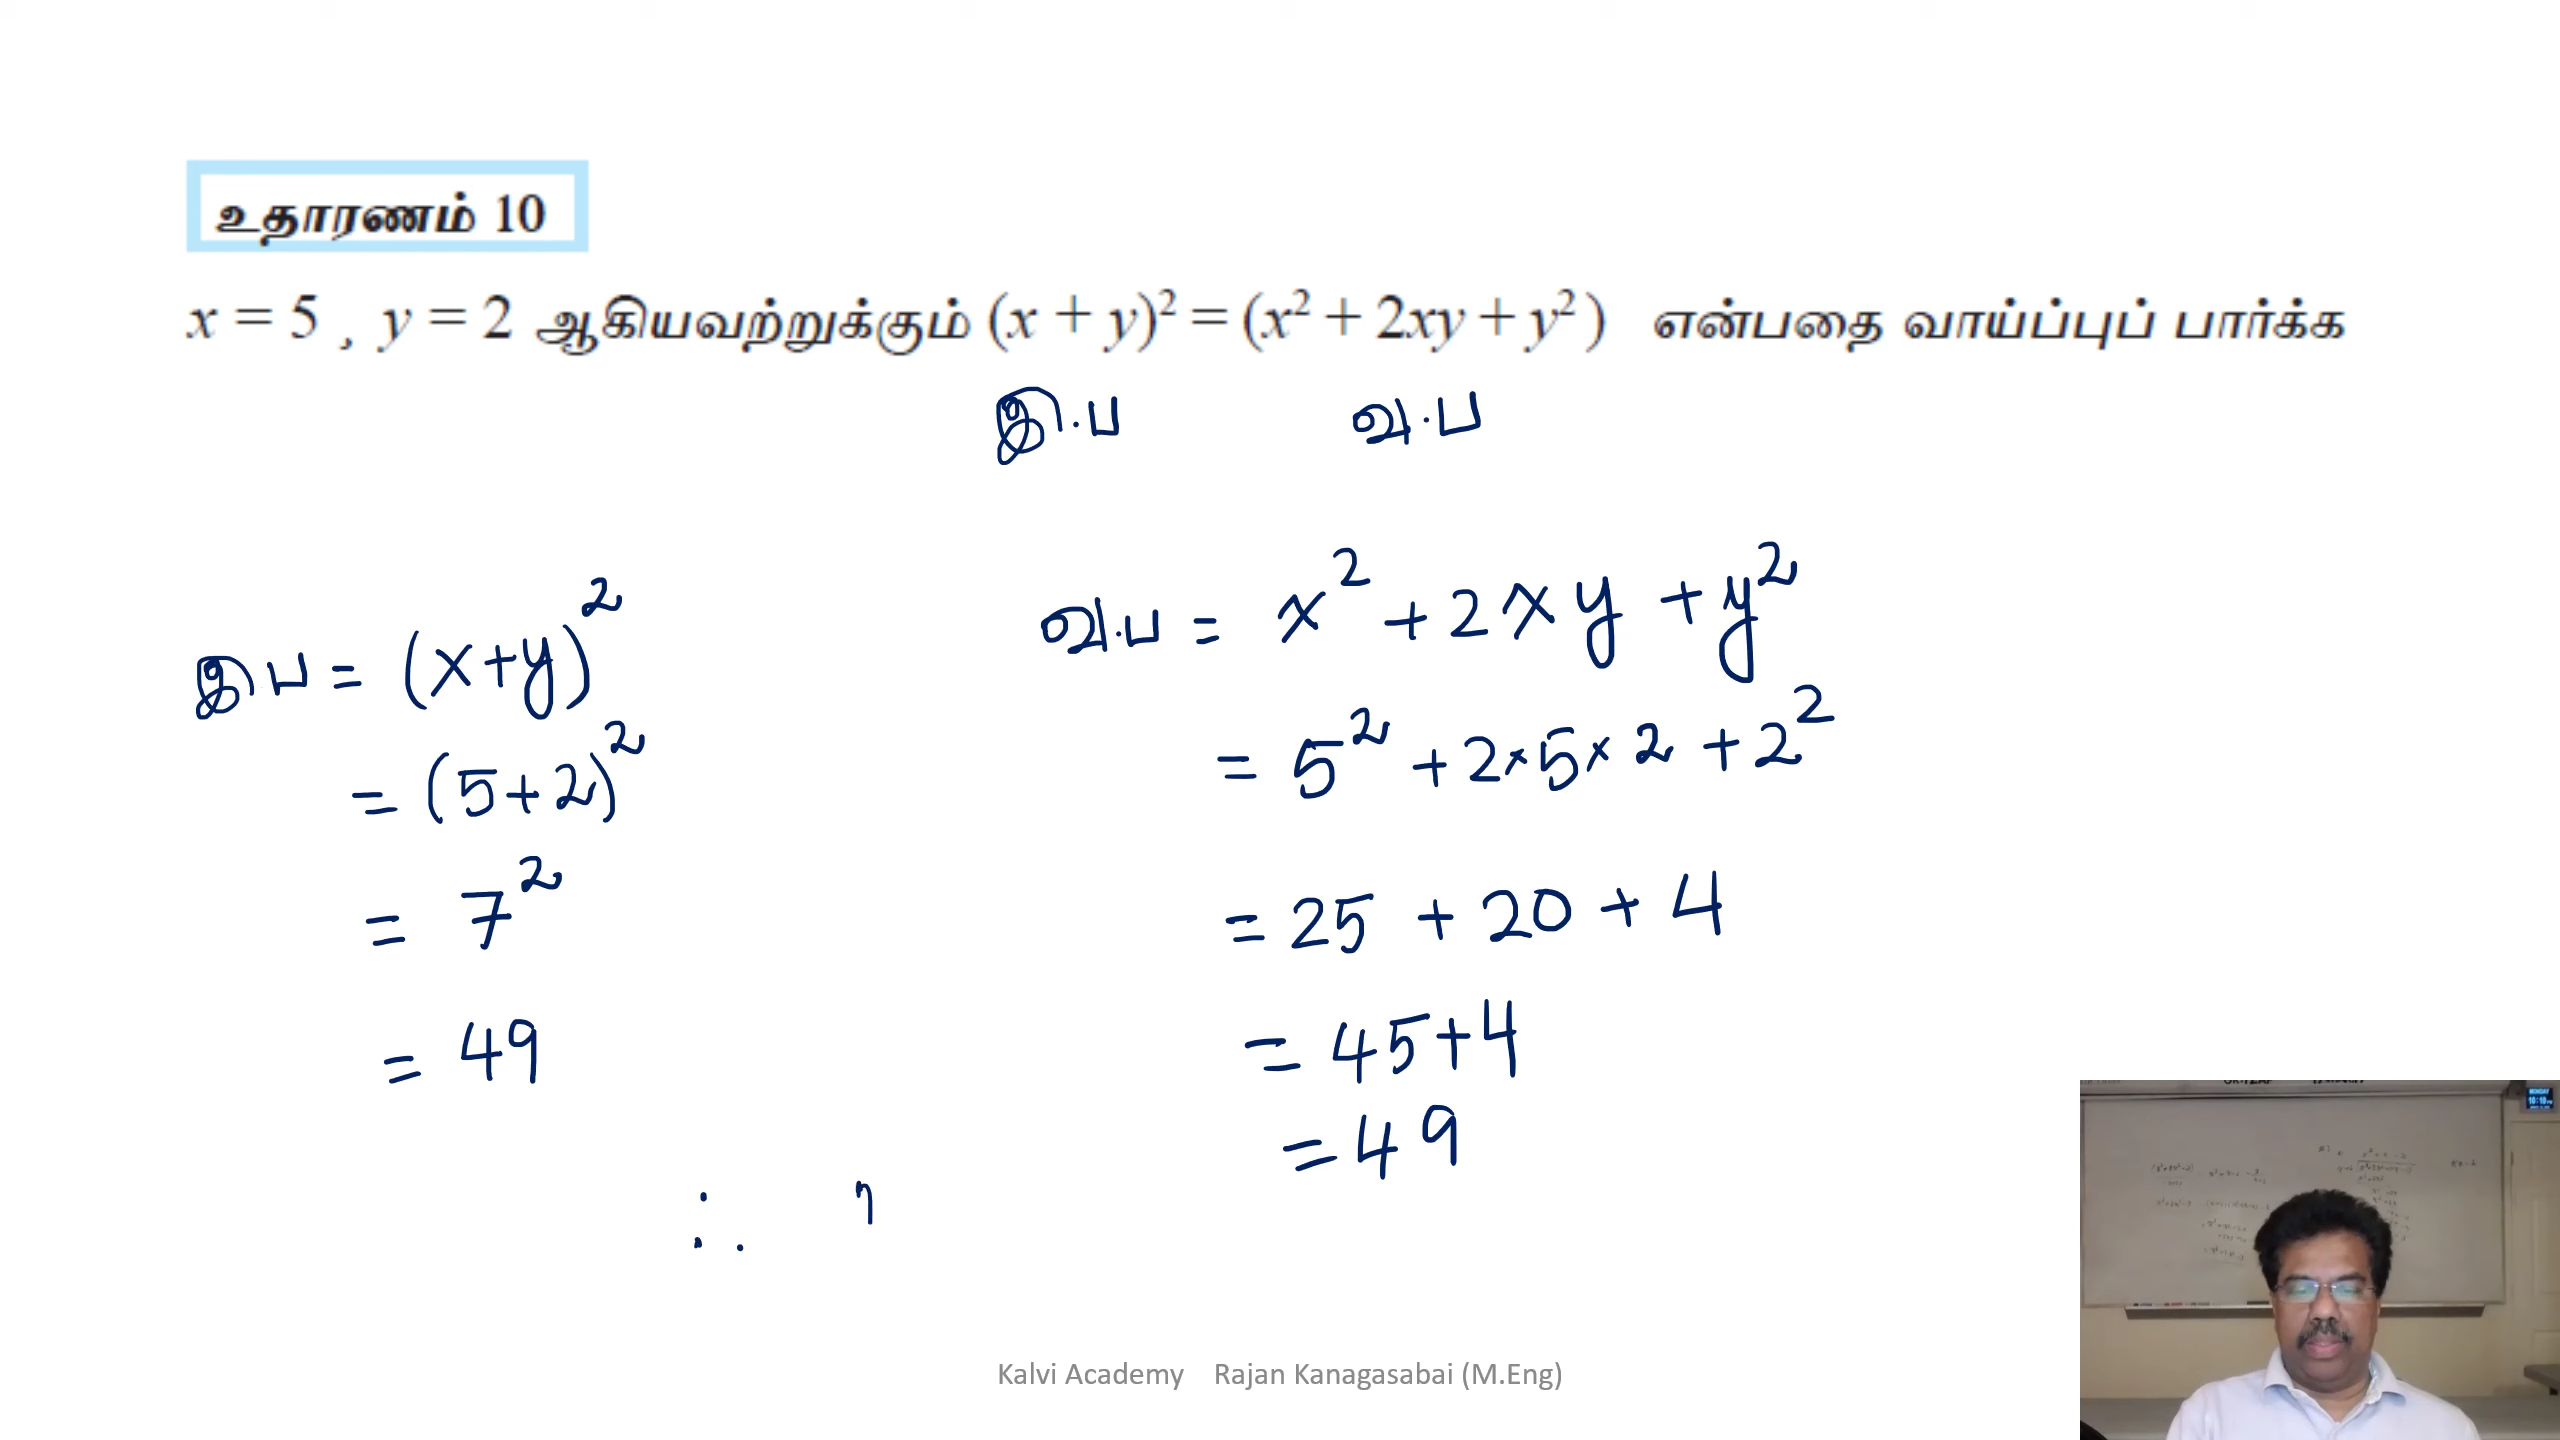 உதாரணம் 10
x = 5 , y = 2 ஆகியவற்றுக்கும் (x + y)² = (x² + 2xy + y²) என்பதை வாய்ப்புப் பார்க்க
இ.ப வ.ப
இ ப = (x+y)²
= (5+2)²
= 7²
= 49
வ.ப = x² + 2xy + y²
= 5² + 2×5×2 + 2²
= 25 + 20 + 4
= 45+4
= 49
∴
Kalvi Academy Rajan Kanagasabai (M.Eng)